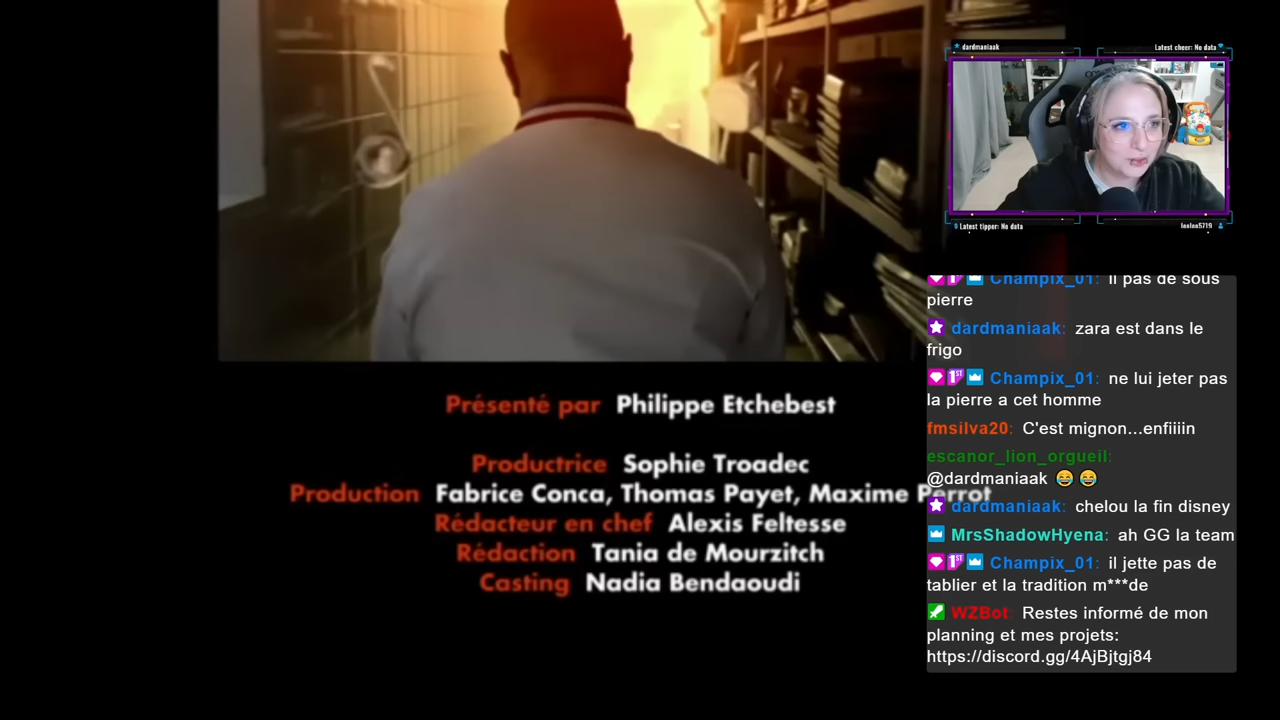 dardmaniaak
Latest cheer: No data
Latest tipper: No data
Présenté par Philippe Etchebest
Productrice Sophie Troadec
Production Fabrice Conca, Thomas Payet, Maxime Perrot
Rédacteur en chef Alexis Feltesse
Rédaction Tania de Mourzitch
Casting Nadia Bendaoudi
Champix_01: il pas de sous
pierre
dardmaniaak: zara est dans le
frigo
1ST Champix_01: ne lui jeter pas
la pierre a cet homme
fmsilva20: C'est mignon...enfiiiin
escanor_lion_orgueil:
@dardmaniaak 😂 😂
dardmaniaak: chelou la fin disney
MrsShadowHyena: ah GG la team
1ST Champix_01: il jette pas de
tablier et la tradition m***de
WZBot: Restes informé de mon
planning et mes projets:
https://discord.gg/4AjBjtgj84